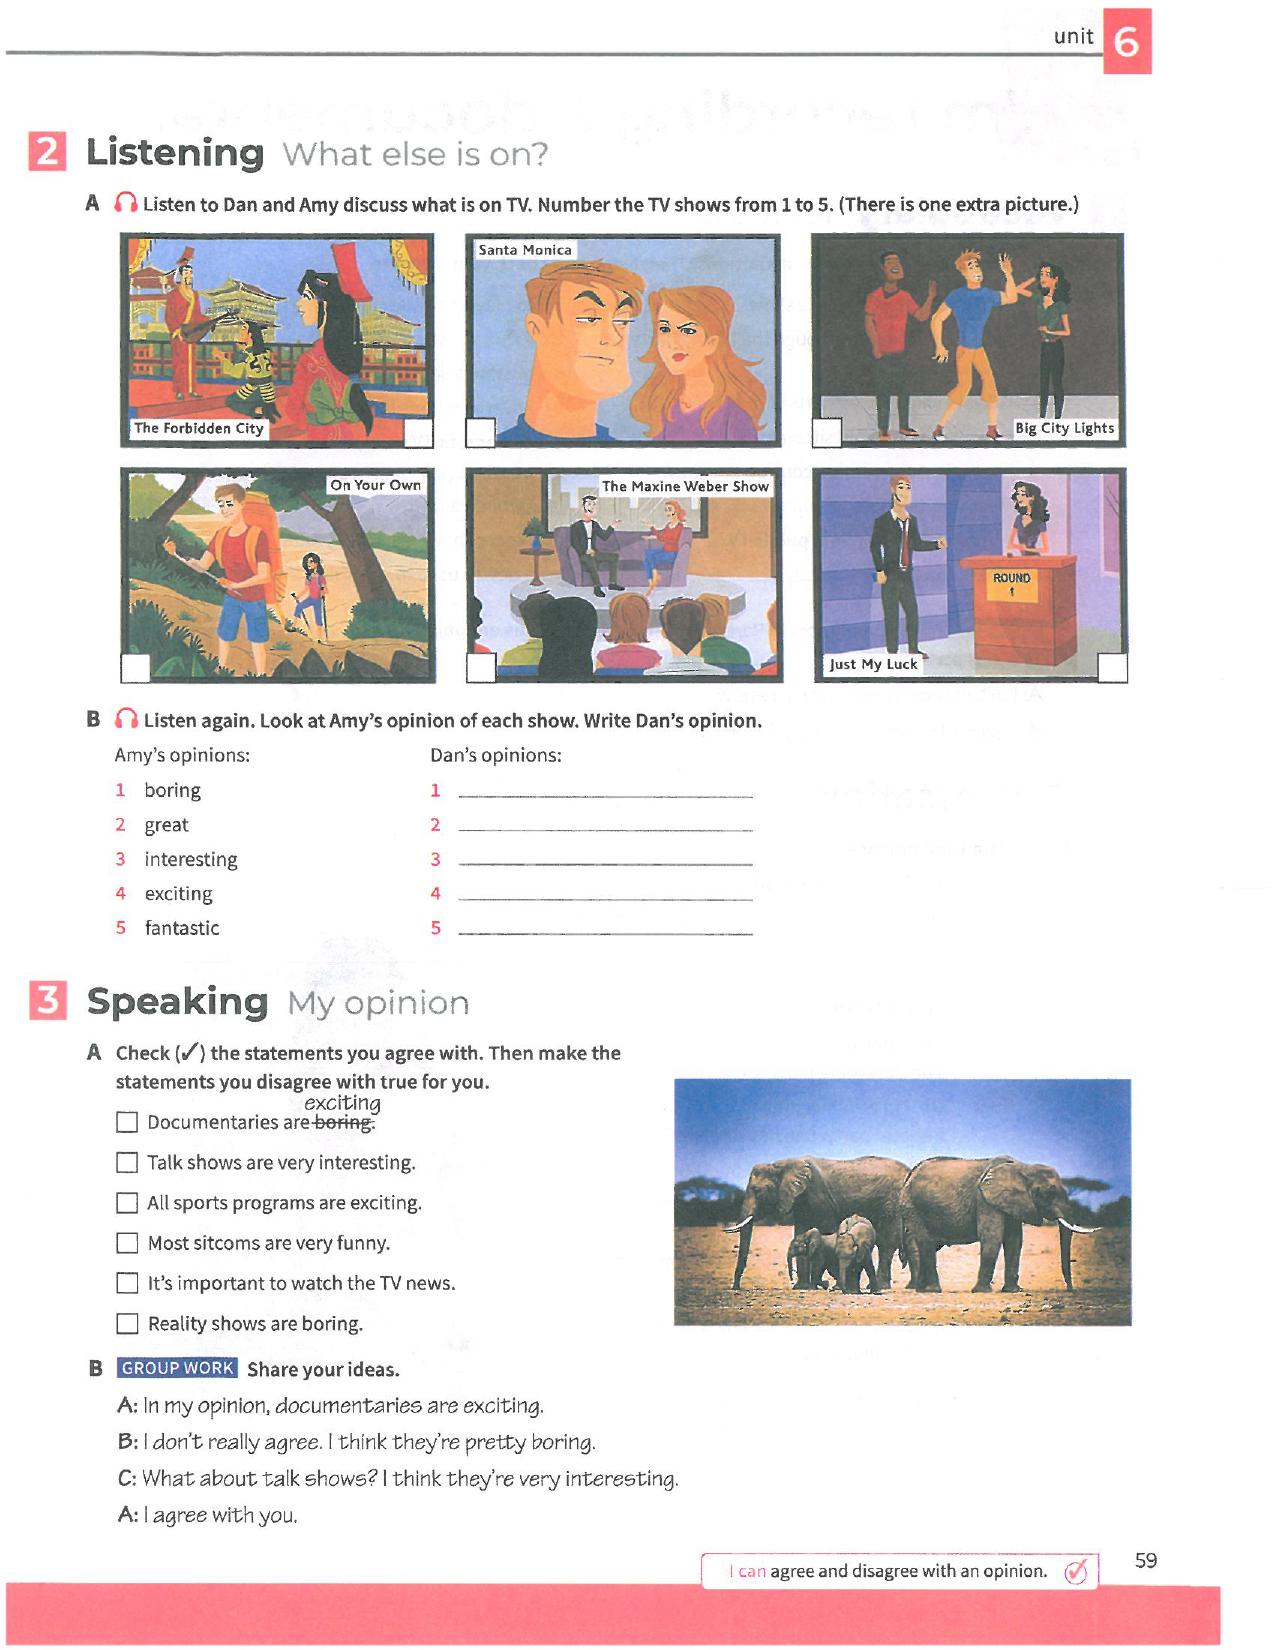 unit 6
2 Listening What else is on?
A Listen to Dan and Amy discuss what is on TV. Number the TV shows from 1 to 5. (There is one extra picture.)
The Forbidden City
Santa Monica
Big City Lights
On Your Own
The Maxine Weber Show
ROUND
1
Just My Luck
B Listen again. Look at Amy's opinion of each show. Write Dan's opinion.
Amy's opinions: Dan's opinions:
1 boring 1
2 great 2
3 interesting 3
4 exciting 4
5 fantastic 5
3 Speaking My opinion
A Check (✓) the statements you agree with. Then make the
statements you disagree with true for you.
exciting
Documentaries are boring.
Talk shows are very interesting.
All sports programs are exciting.
Most sitcoms are very funny.
It's important to watch the TV news.
Reality shows are boring.
B GROUP WORK Share your ideas.
A: In my opinion, documentaries are exciting.
B: I don't really agree. I think they're pretty boring.
C: What about talk shows? I think they're very interesting.
A: I agree with you.
I can agree and disagree with an opinion.
59